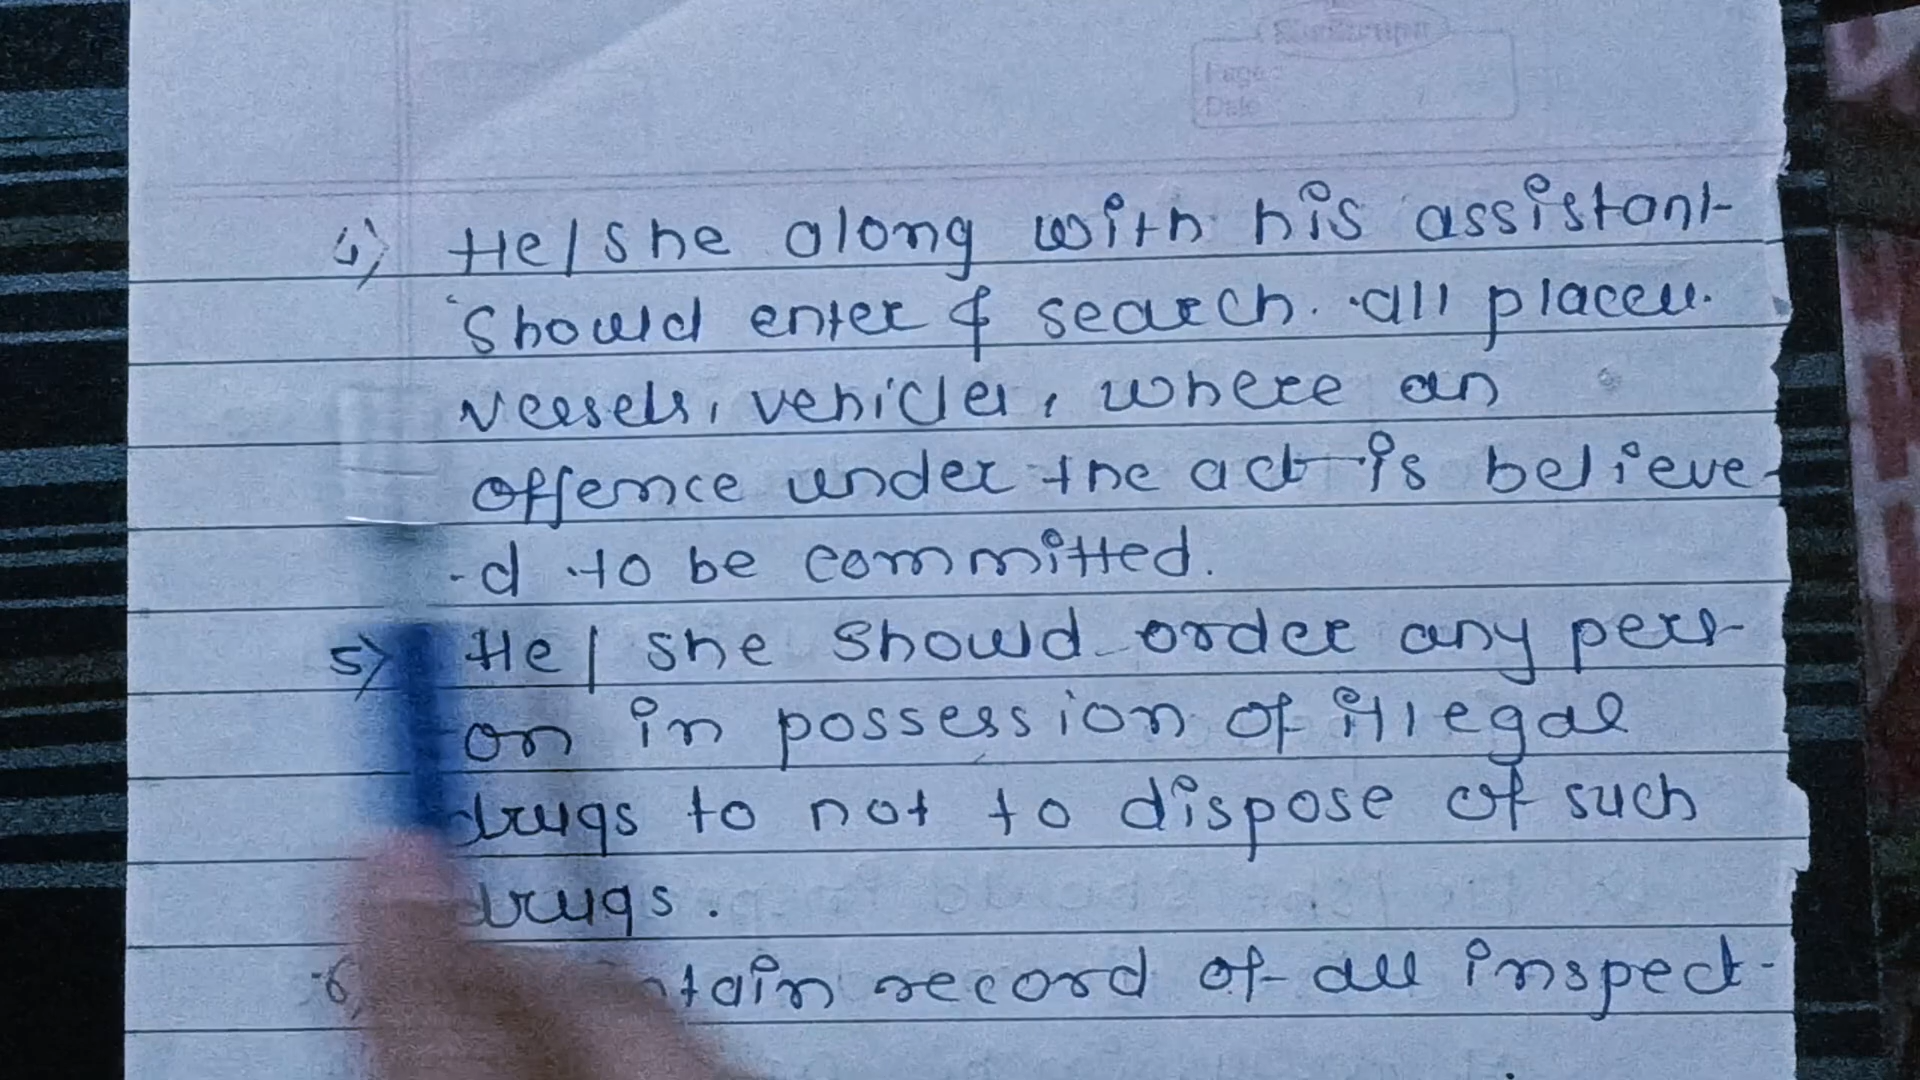 Page:
Date
4) He/she along with his assistant
should enter & search all places
vessels, vehicles, where an
offence under the act is believe-
-d to be committed.
5) He/she should order any pers-
on in possession of illegal
drugs to not to dispose of such
drugs.
6 record of all inspect-